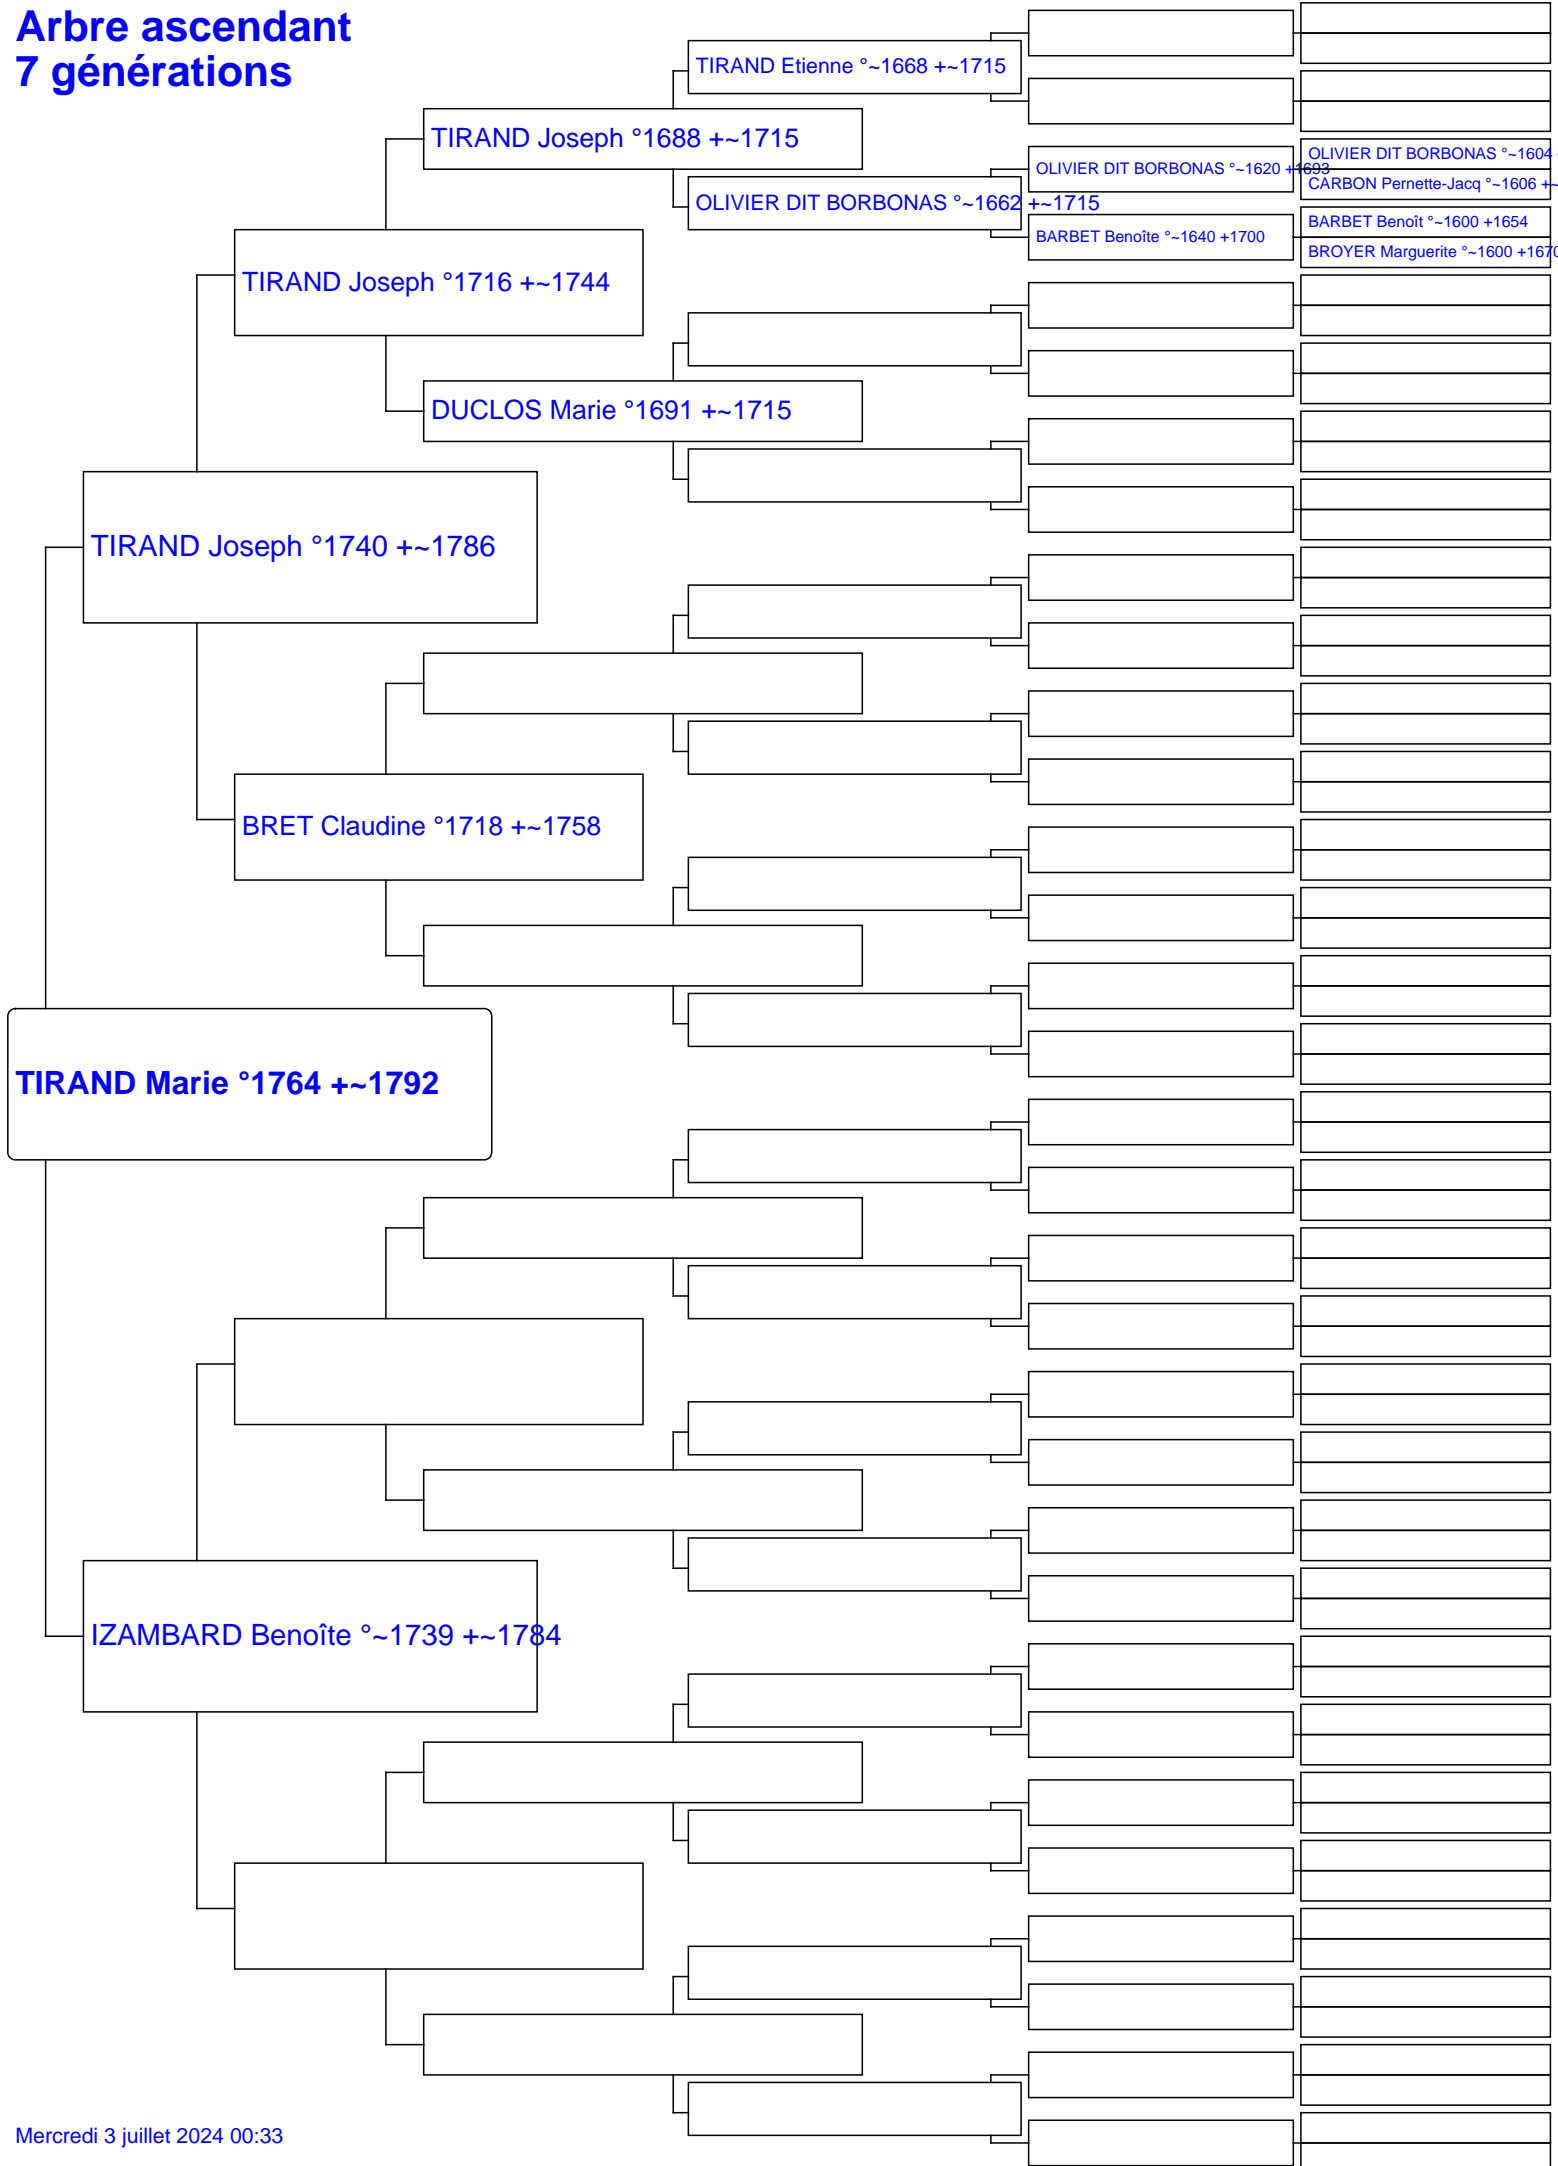 Arbre ascendant
7 générations
TIRAND Etienne °~1668 +~1715
TIRAND Joseph °1688 +~1715
OLIVIER DIT BORBONAS °~1604
OLIVIER DIT BORBONAS °~1620 +1693
CARBON Pernette-Jacq °~1606 +~
OLIVIER DIT BORBONAS °~1662 +~1715
BARBET Benoît °~1600 +1654
BARBET Benoîte °~1640 +1700
BROYER Marguerite °~1600 +1670
TIRAND Joseph °1716 +~1744
DUCLOS Marie °1691 +~1715
TIRAND Joseph °1740 +~1786
BRET Claudine °1718 +~1758
TIRAND Marie °1764 +~1792
IZAMBARD Benoîte °~1739 +~1784
Mercredi 3 juillet 2024 00:33